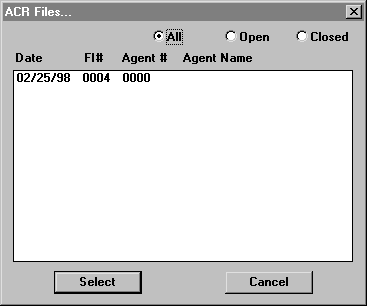 ACR Files...
All Open Closed
Date FI# Agent # Agent Name
02/25/98 0004 0000
Select Cancel